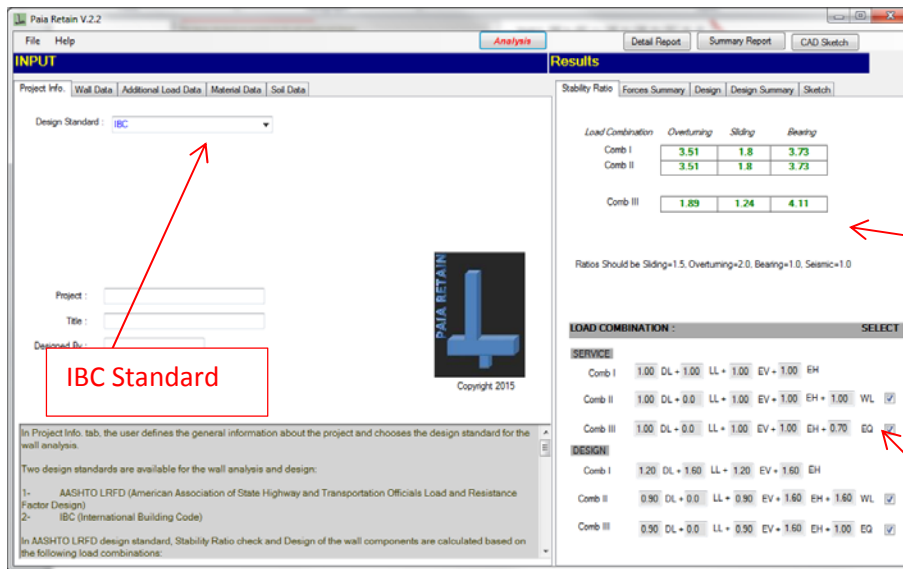 Paia Retain V.2.2
File Help Analysis Detail Report Summary Report CAD Sketch
INPUT
Project Info. Wall Data Additional Load Data Material Data Soil Data
Design Standard : IBC
PAIA RETAIN
Copyright 2015
Project :
Title :
Designed By :
IBC Standard
In Project Info. tab, the user defines the general information about the project and chooses the design standard for the
wall analysis.
Two design standards are available for the wall analysis and design:
1- AASHTO LRFD (American Association of State Highway and Transportation Officials Load and Resistance
Factor Design)
2- IBC (International Building Code)
In AASHTO LRFD design standard, Stability Ratio check and Design of the wall components are calculated based on
the following load combinations:
Results
Stability Ratio Forces Summary Design Design Summary Sketch
Load Combination Overturning Sliding Bearing
Comb I 3.51 1.8 3.73
Comb II 3.51 1.8 3.73
Comb III 1.89 1.24 4.11
Ratios Should be Sliding=1.5, Overturning=2.0, Bearing=1.0, Seismic=1.0
LOAD COMBINATION : SELECT
SERVICE
Comb I 1.00 DL + 1.00 LL + 1.00 EV + 1.00 EH
Comb II 1.00 DL + 0.0 LL + 1.00 EV + 1.00 EH + 1.00 WL
Comb III 1.00 DL + 0.0 LL + 1.00 EV + 1.00 EH + 0.70 EQ
DESIGN
Comb I 1.20 DL + 1.60 LL + 1.20 EV + 1.60 EH
Comb II 0.90 DL + 0.0 LL + 0.90 EV + 1.60 EH + 1.60 WL
Comb III 0.90 DL + 0.0 LL + 0.90 EV + 1.60 EH + 1.00 EQ